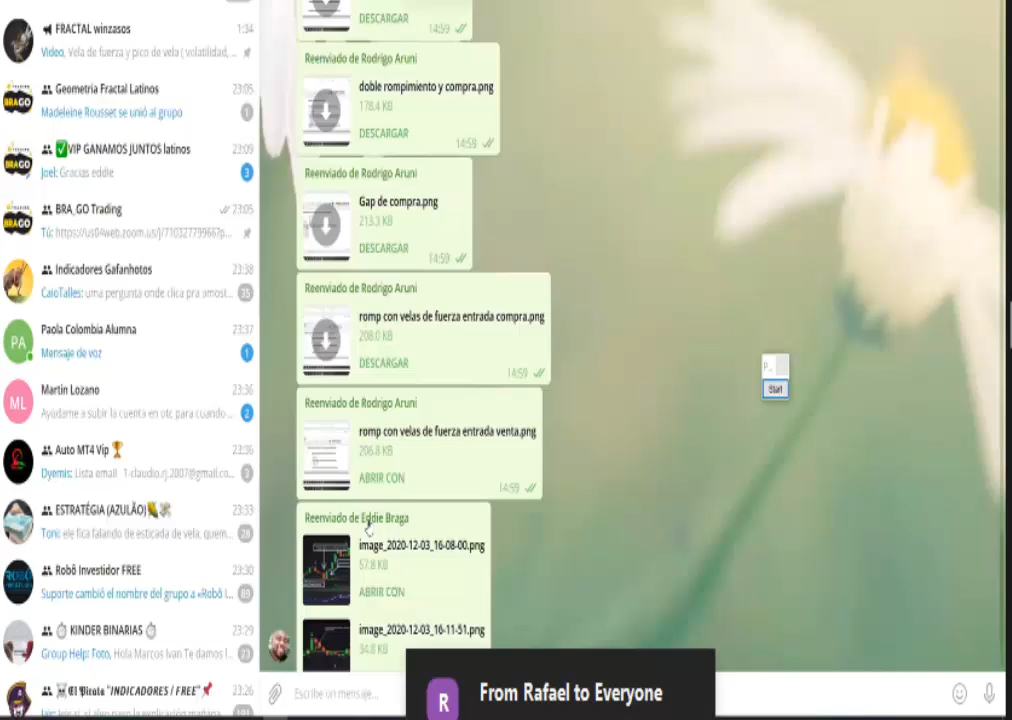 FRACTAL winzasos
1:34
Video, Vela de fuerza y pico de vela ( volatilidad, ...
Geometria Fractal Latinos
23:05
Madeleine Rousset se unió al grupo
1
VIP GANAMOS JUNTOS latinos
23:09
Joel: Gracias eddie
3
BRA_GO Trading
23:05
Tú: https://us04web.zoom.us/j/71032779966?p...
Indicadores Gafanhotos
23:38
CaioTalles: uma pergunta onde clica pra amost...
35
PA
Paola Colombia Alumna
23:37
Mensaje de voz
1
ML
Martin Lozano
23:36
Ayúdame a subir la cuenta en otc para cuando...
2
Auto MT4 Vip
23:36
Dyemis: Lista email 1-claudio.rj.2007@gmail.co...
3
ESTRATÉGIA (AZULÃO)
23:33
Toni: ele fica falando de esticada de vela, quem...
28
Robô Investidor FREE
23:30
Suporte cambió el nombre del grupo a «Robô I...
89
KINDER BINARIAS
23:29
Group Help: Foto, Hola Marcos Ivan Te damos l...
23
El Pirata "INDICADORES / FREE"
23:26
DESCARGAR
14:59
Reenviado de Rodrigo Aruni
doble rompimiento y compra.png
178.4 KB
DESCARGAR
14:59
Reenviado de Rodrigo Aruni
Gap de compra.png
213.3 KB
DESCARGAR
14:59
Reenviado de Rodrigo Aruni
romp con velas de fuerza entrada compra.png
208.0 KB
DESCARGAR
14:59
Reenviado de Rodrigo Aruni
romp con velas de fuerza entrada venta.png
206.8 KB
ABRIR CON
14:59
Reenviado de Eddie Braga
image_2020-12-03_16-08-00.png
57.8 KB
ABRIR CON
image_2020-12-03_16-11-51.png
34.8 KB
Escribe un mensaje...
P...
Start
R
From Rafael to Everyone